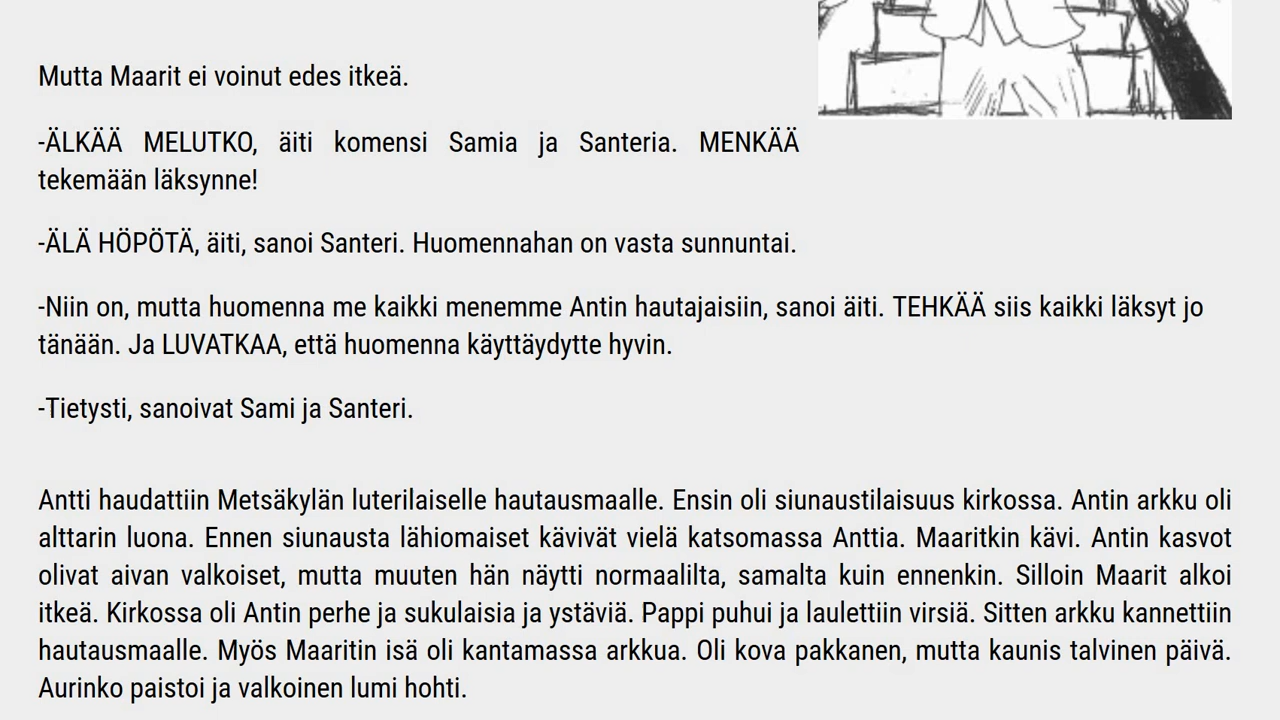 Mutta Maarit ei voinut edes itkeä.
-ÄLKÄÄ MELUTKO, äiti komensi Samia ja Santeria. MENKÄÄ
tekemään läksynne!
-ÄLÄ HÖPÖTÄ, äiti, sanoi Santeri. Huomennahan on vasta sunnuntai.
-Niin on, mutta huomenna me kaikki menemme Antin hautajaisiin, sanoi äiti. TEHKÄÄ siis kaikki läksyt jo
tänään. Ja LUVATKAA, että huomenna käyttäydytte hyvin.
-Tietysti, sanoivat Sami ja Santeri.
Antti haudattiin Metsäkylän luterilaiselle hautausmaalle. Ensin oli siunaustilaisuus kirkossa. Antin arkku oli
alttarin luona. Ennen siunausta lähiomaiset kävivät vielä katsomassa Anttia. Maaritkin kävi. Antin kasvot
olivat aivan valkoiset, mutta muuten hän näytti normaalilta, samalta kuin ennenkin. Silloin Maarit alkoi
itkeä. Kirkossa oli Antin perhe ja sukulaisia ja ystäviä. Pappi puhui ja laulettiin virsiä. Sitten arkku kannettiin
hautausmaalle. Myös Maaritin isä oli kantamassa arkkua. Oli kova pakkanen, mutta kaunis talvinen päivä.
Aurinko paistoi ja valkoinen lumi hohti.